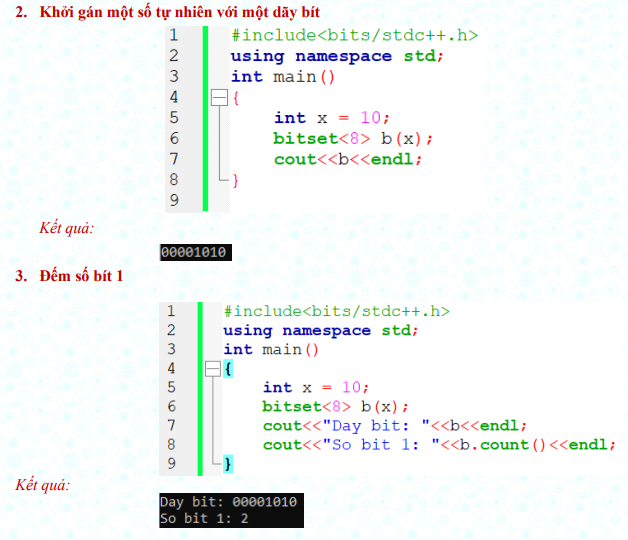 2. Khởi gán một số tự nhiên với một dãy bít
1 #include<bits/stdc++.h>
2 using namespace std;
3 int main()
4 {
5 int x = 10;
6 bitset<8> b(x);
7 cout<<b<<endl;
8 }
9
Kết quả:
00001010
3. Đếm số bít 1
1 #include<bits/stdc++.h>
2 using namespace std;
3 int main()
4 {
5 int x = 10;
6 bitset<8> b(x);
7 cout<<"Day bit: "<<b<<endl;
8 cout<<"So bit 1: "<<b.count()<<endl;
9 }
Kết quả:
Day bit: 00001010
So bit 1: 2